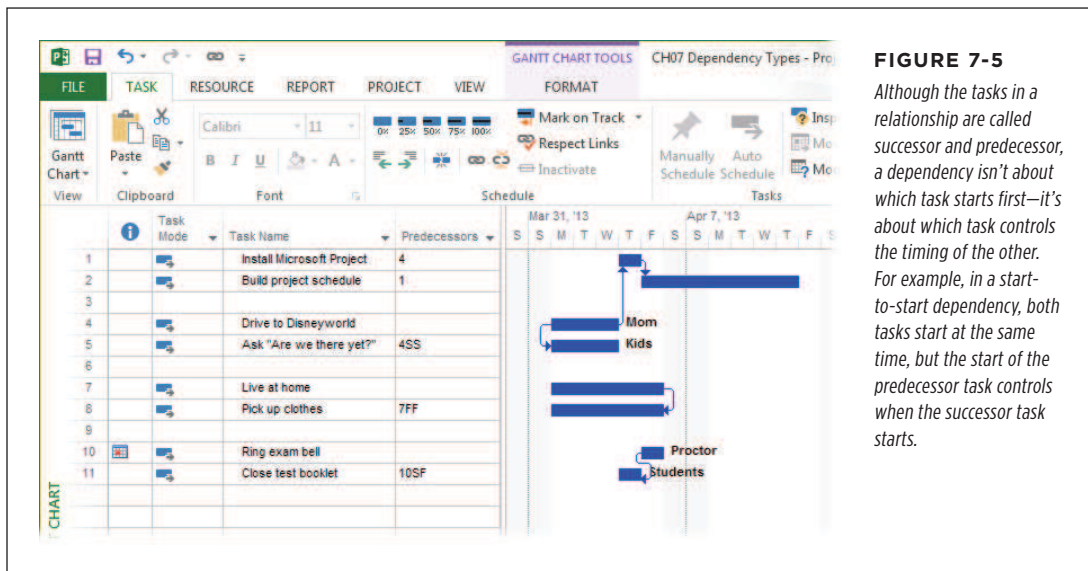 GANTT CHART TOOLS CH07 Dependency Types - Pro
FILE TASK RESOURCE REPORT PROJECT VIEW FORMAT
Gantt Chart
View
Paste
Clipboard
Calibri 11
B I U A
Font
0% 25% 50% 75% 100%
Mark on Track
Respect Links
Inactivate
Schedule
Manually Schedule
Auto Schedule
Insp
Mo
Mo
Tasks
Task Mode Task Name Predecessors
Mar 31, '13 Apr 7, '13
S S M T W T F S S M T W T F S
1 Install Microsoft Project 4
2 Build project schedule 1
3
4 Drive to Disneyworld Mom
5 Ask "Are we there yet?" 4SS Kids
6
7 Live at home
8 Pick up clothes 7FF
9
10 Ring exam bell Proctor
11 Close test booklet 10SF Students
CHART
FIGURE 7-5
Although the tasks in a
relationship are called
successor and predecessor,
a dependency isn't about
which task starts first—it's
about which task controls
the timing of the other.
For example, in a start-
to-start dependency, both
tasks start at the same
time, but the start of the
predecessor task controls
when the successor task
starts.